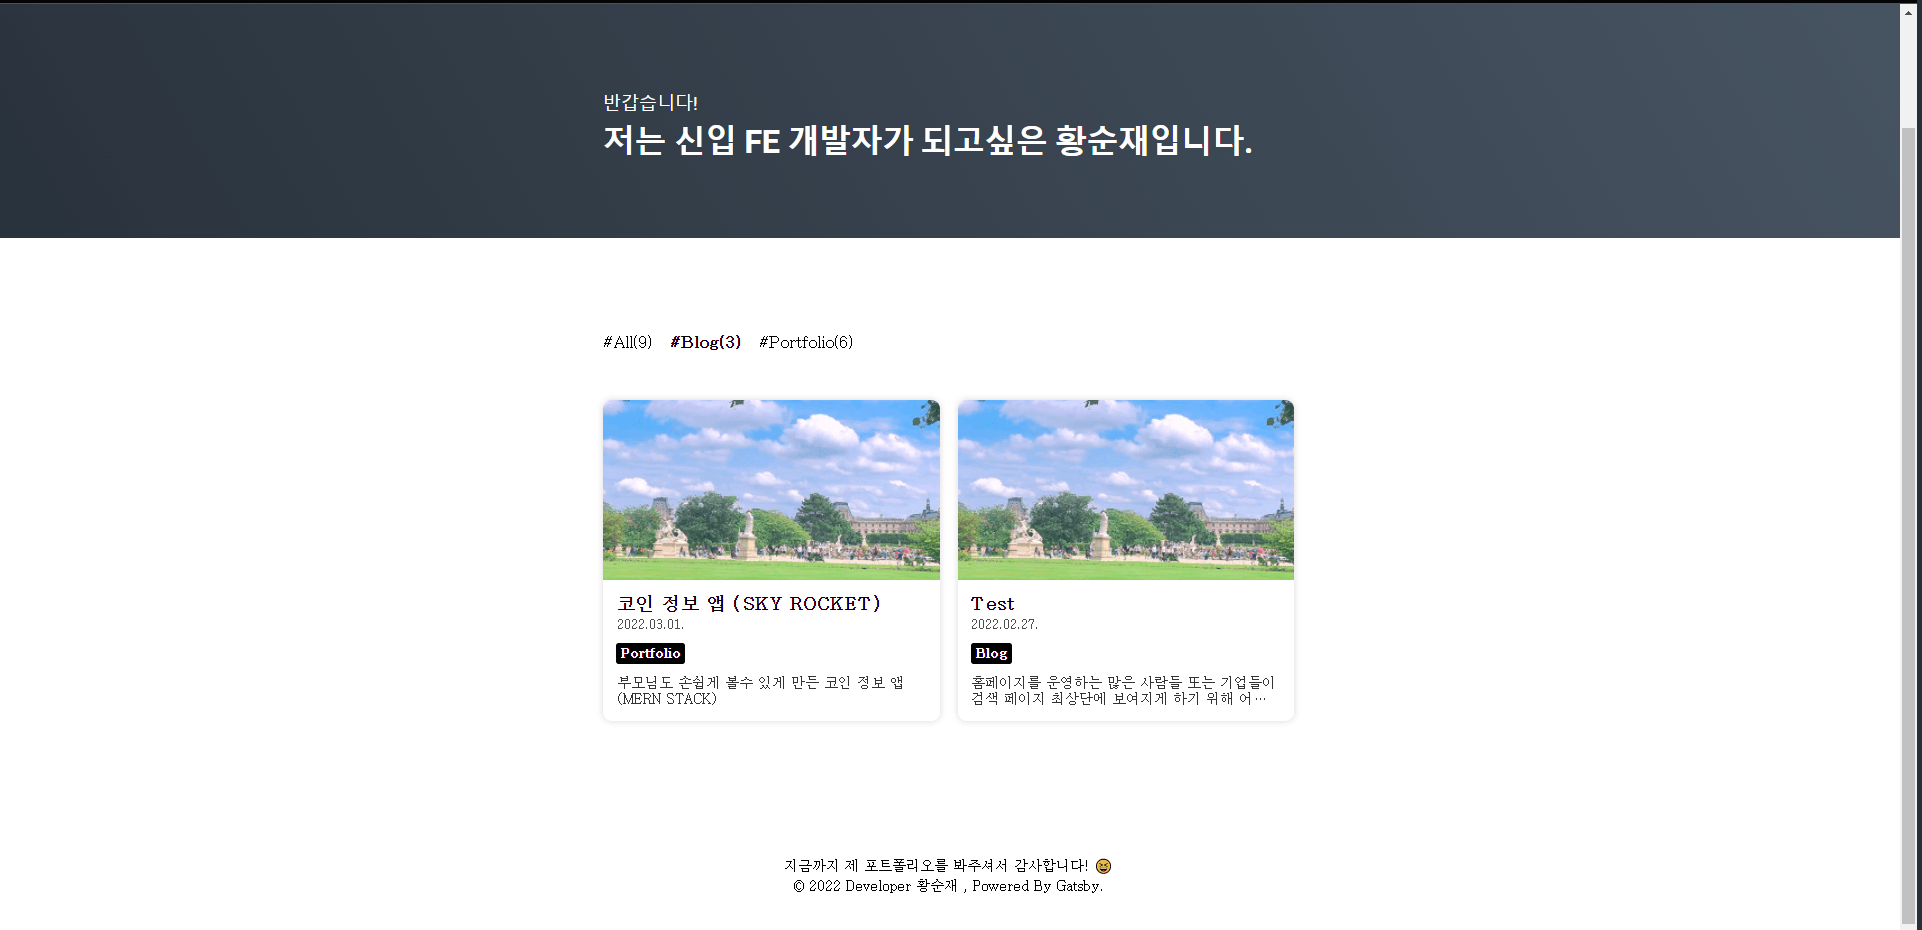 반갑습니다!
저는 신입 FE 개발자가 되고싶은 황순재입니다.
#All(9) #Blog(3) #Portfolio(6)
코인 정보 앱 (SKY ROCKET)
2022.03.01.
Portfolio
부모님도 손쉽게 볼수 있게 만든 코인 정보 앱
(MERN STACK)
Test
2022.02.27.
Blog
홈페이지를 운영하는 많은 사람들 또는 기업들이
검색 페이지 최상단에 보여지게 하기 위해 어…
지금까지 제 포트폴리오를 봐주셔서 감사합니다! 😆
© 2022 Developer 황순재 , Powered By Gatsby.